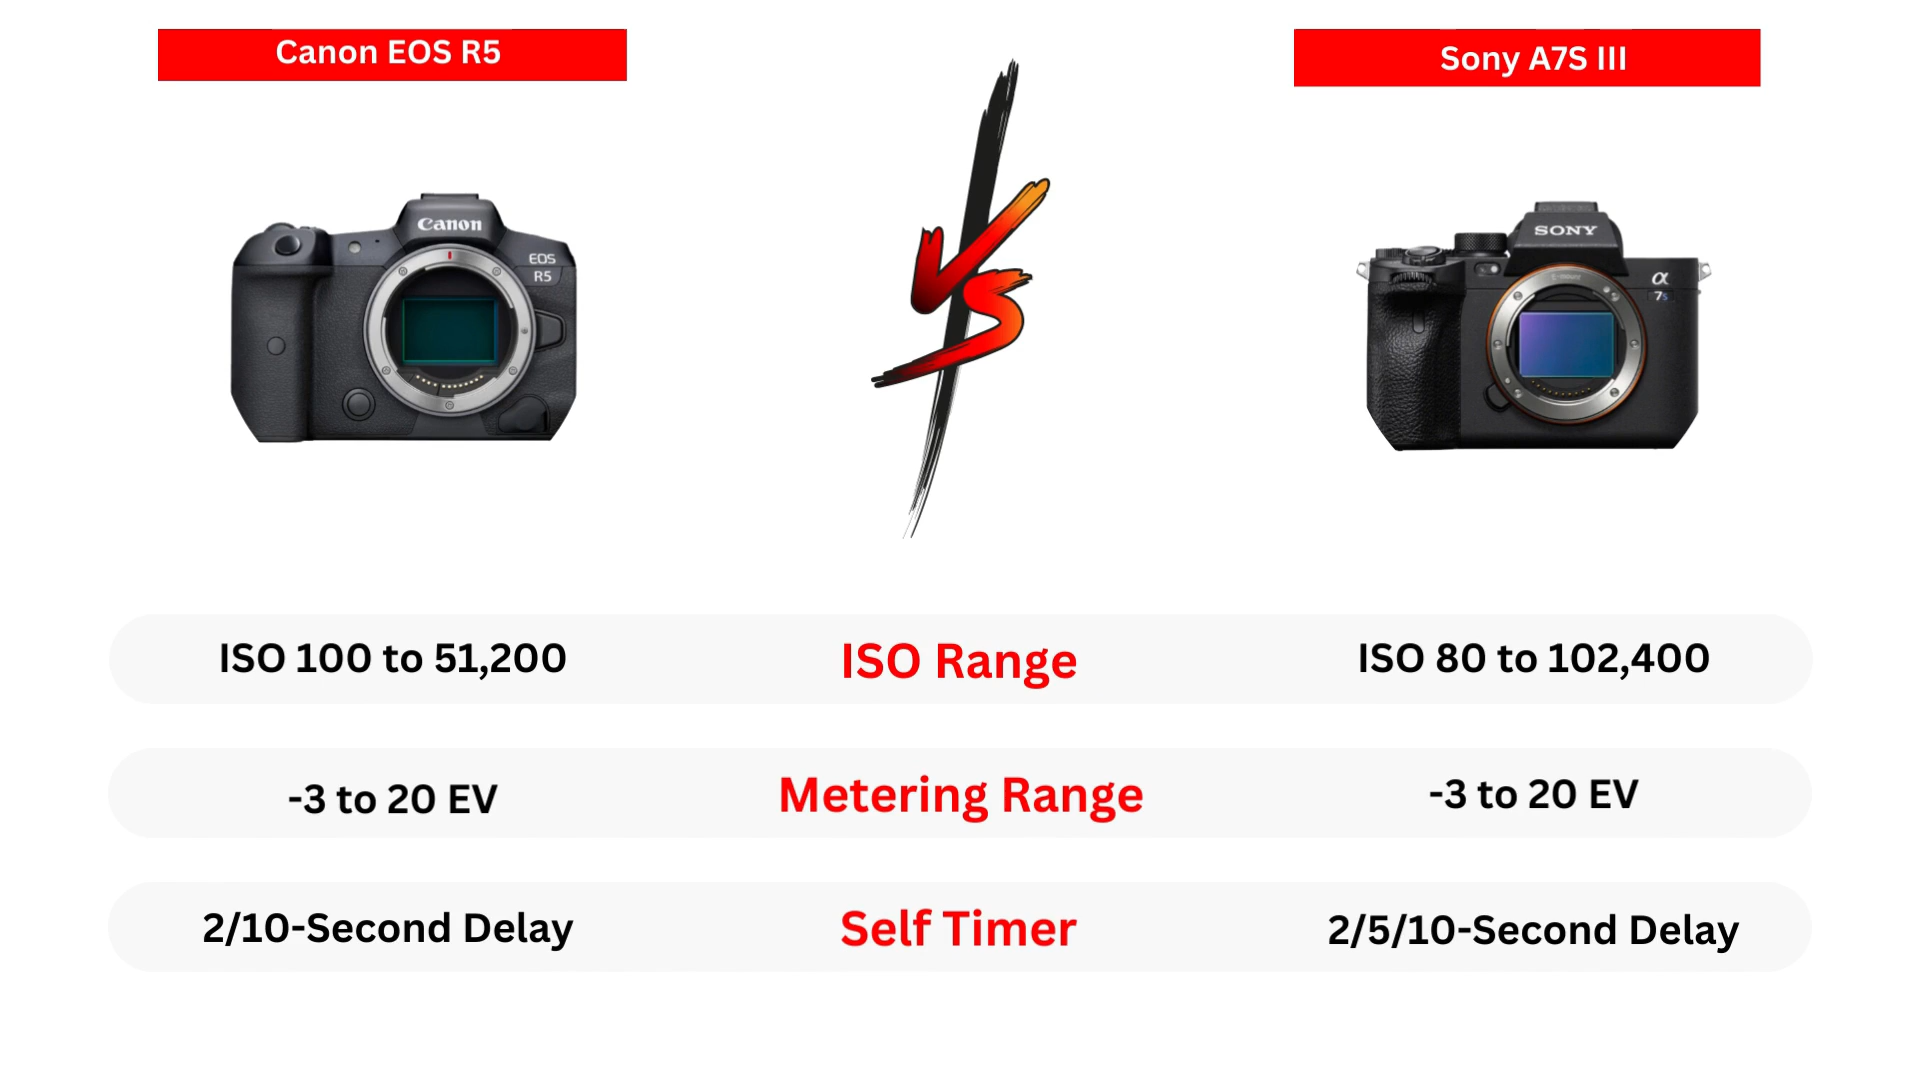 Canon EOS R5
Sony A7S III
VS
Canon
EOS
R5
SONY
α
7S
ISO 100 to 51,200
ISO Range
ISO 80 to 102,400
-3 to 20 EV
Metering Range
-3 to 20 EV
2/10-Second Delay
Self Timer
2/5/10-Second Delay